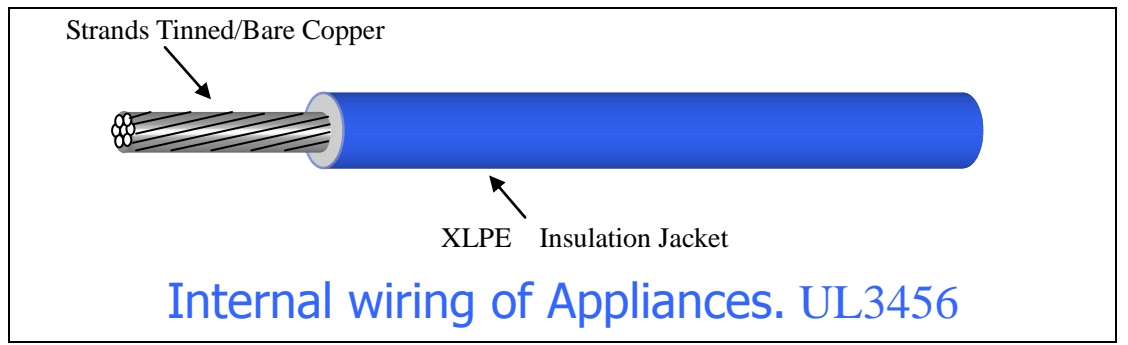 Strands Tinned/Bare Copper
XLPE Insulation Jacket
Internal wiring of Appliances. UL3456